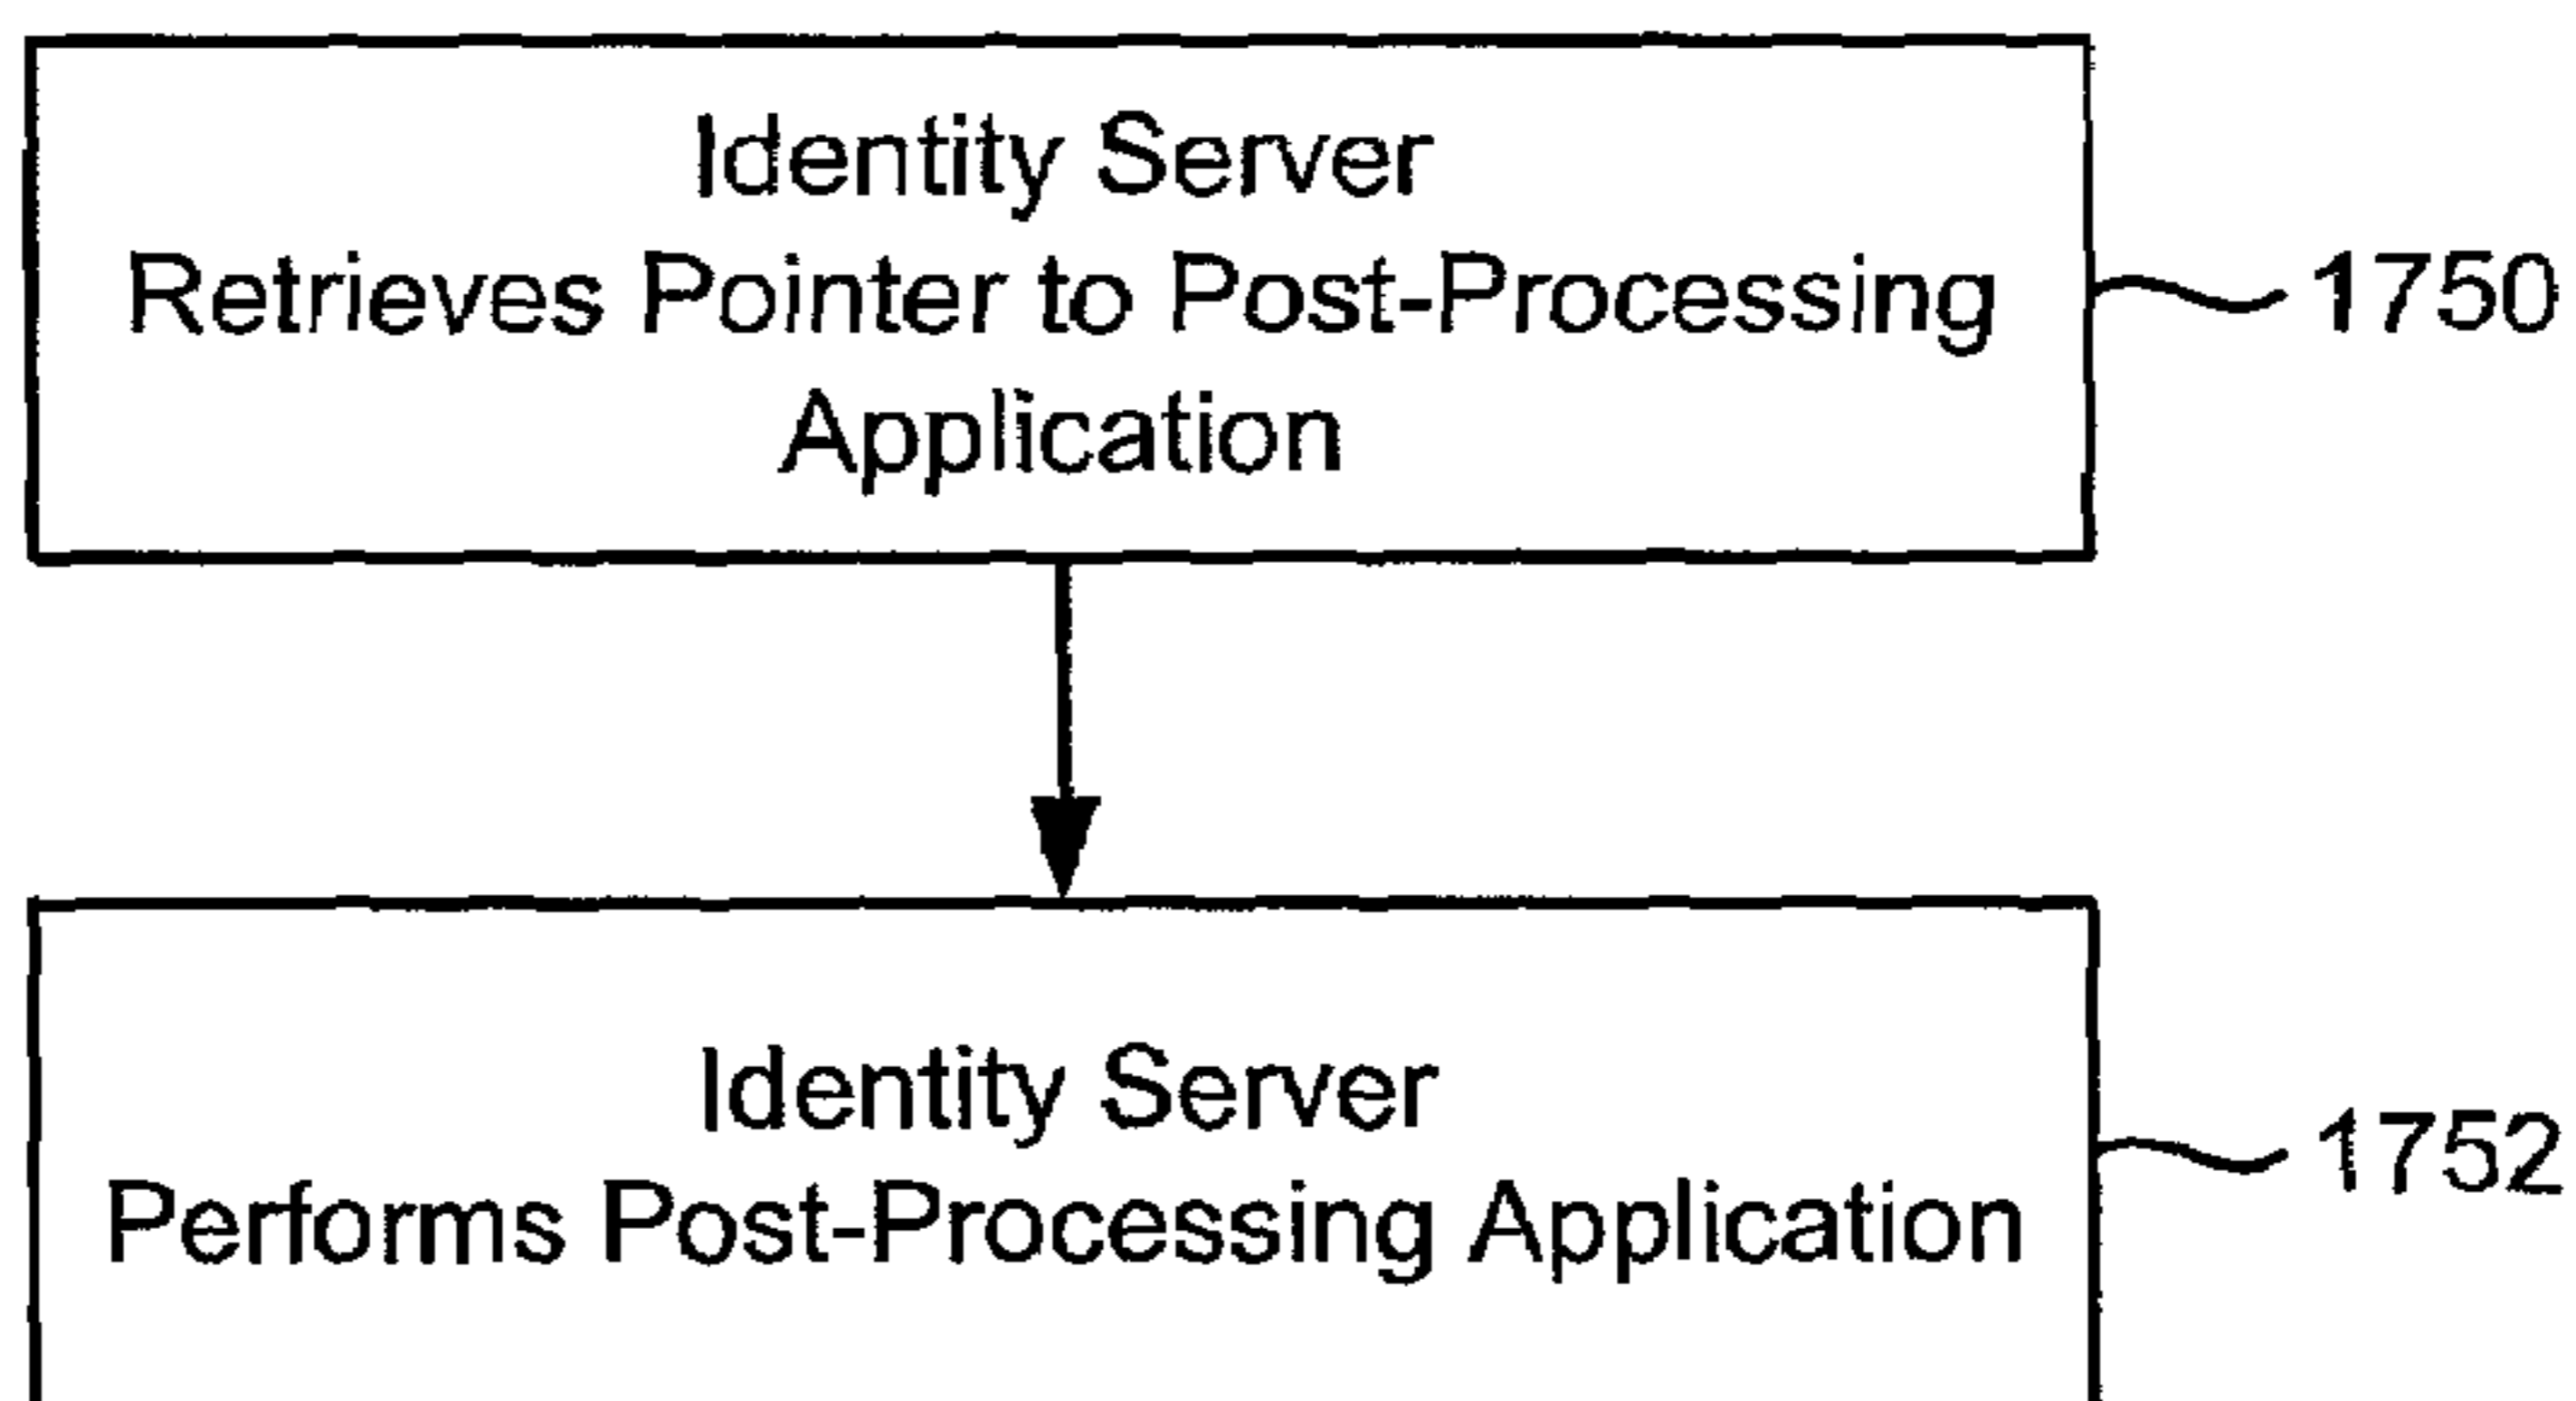 Identity Server
Retrieves Pointer to Post-Processing
Application
1750
Identity Server
Performs Post-Processing Application
1752